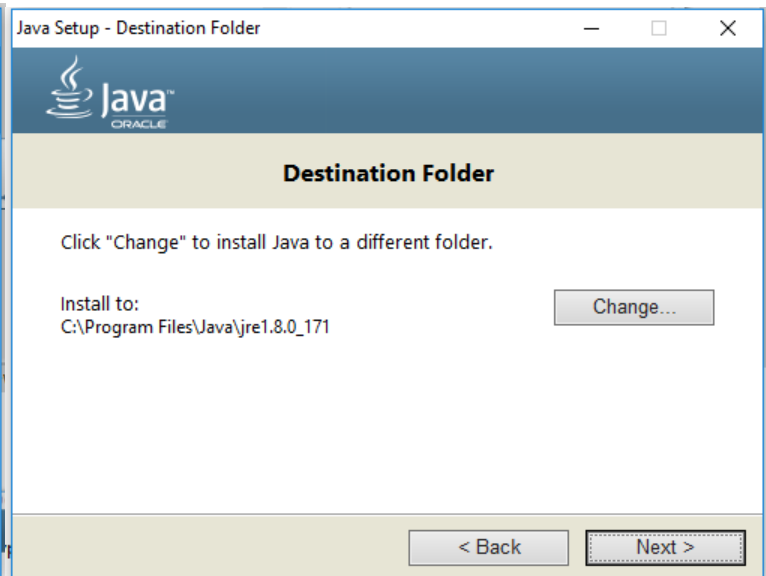 Java Setup - Destination Folder
Java™
ORACLE
Destination Folder
Click "Change" to install Java to a different folder.
Install to:
C:\Program Files\Java\jre1.8.0_171
Change...
< Back
Next >